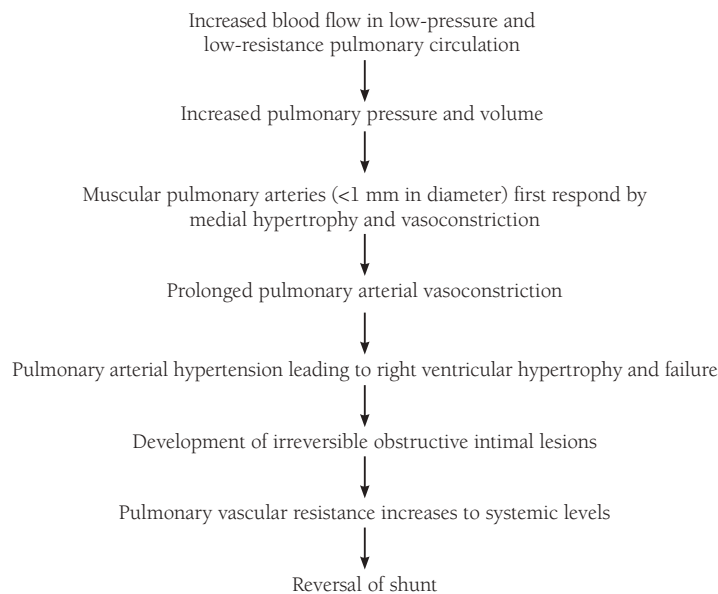 Increased blood flow in low-pressure and
low-resistance pulmonary circulation
Increased pulmonary pressure and volume
Muscular pulmonary arteries (<1 mm in diameter) first respond by
medial hypertrophy and vasoconstriction
Prolonged pulmonary arterial vasoconstriction
Pulmonary arterial hypertension leading to right ventricular hypertrophy and failure
Development of irreversible obstructive intimal lesions
Pulmonary vascular resistance increases to systemic levels
Reversal of shunt